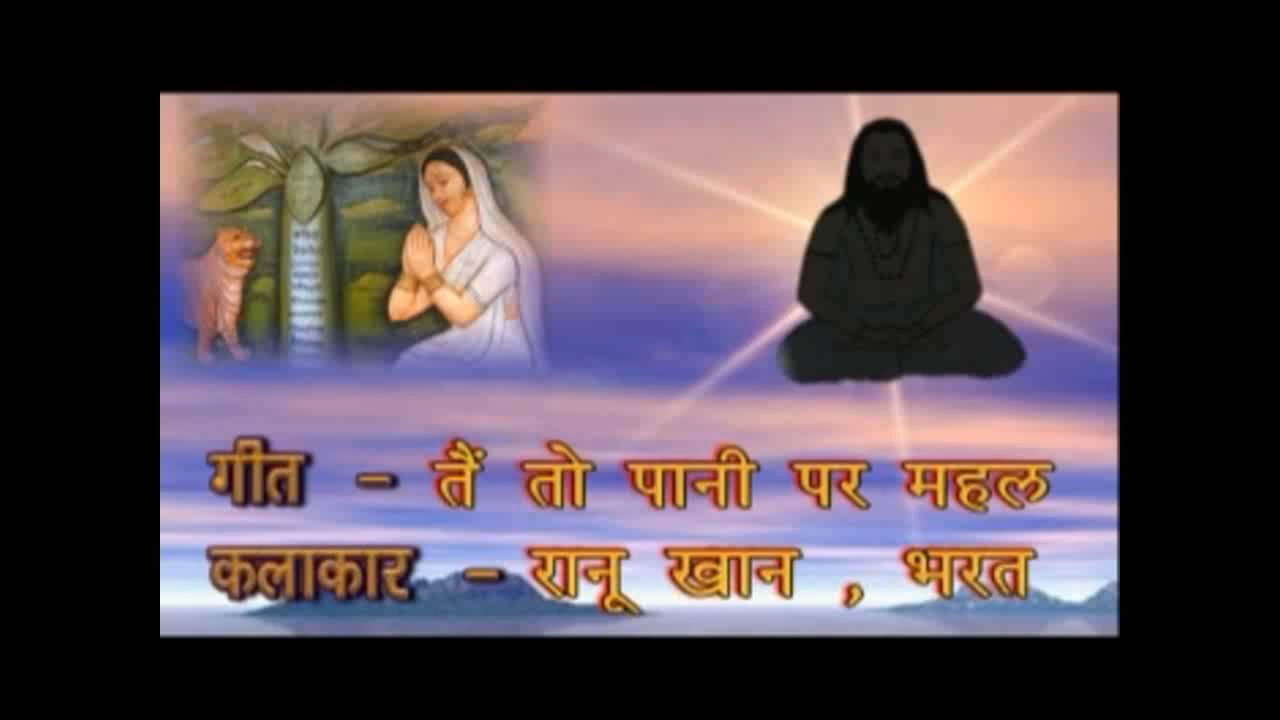 गीत - तैं तो पानी पर महल
कलाकार - रानू खान , भरत